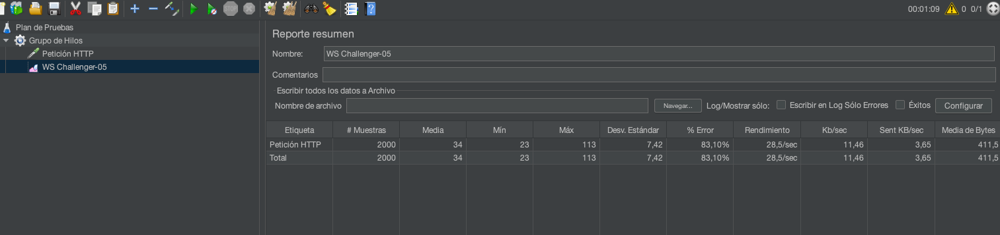 00:01:09 0 0/1
Plan de Pruebas
Grupo de Hilos
Petición HTTP
WS Challenger-05
Reporte resumen
Nombre: WS Challenger-05
Comentarios
Escribir todos los datos a Archivo
Nombre de archivo Navegar... Log/Mostrar sólo: Escribir en Log Sólo Errores Éxitos Configurar
Etiqueta # Muestras Media Mín Máx Desv. Estándar % Error Rendimiento Kb/sec Sent KB/sec Media de Bytes
Petición HTTP 2000 34 23 113 7,42 83,10% 28,5/sec 11,46 3,65 411,5
Total 2000 34 23 113 7,42 83,10% 28,5/sec 11,46 3,65 411,5